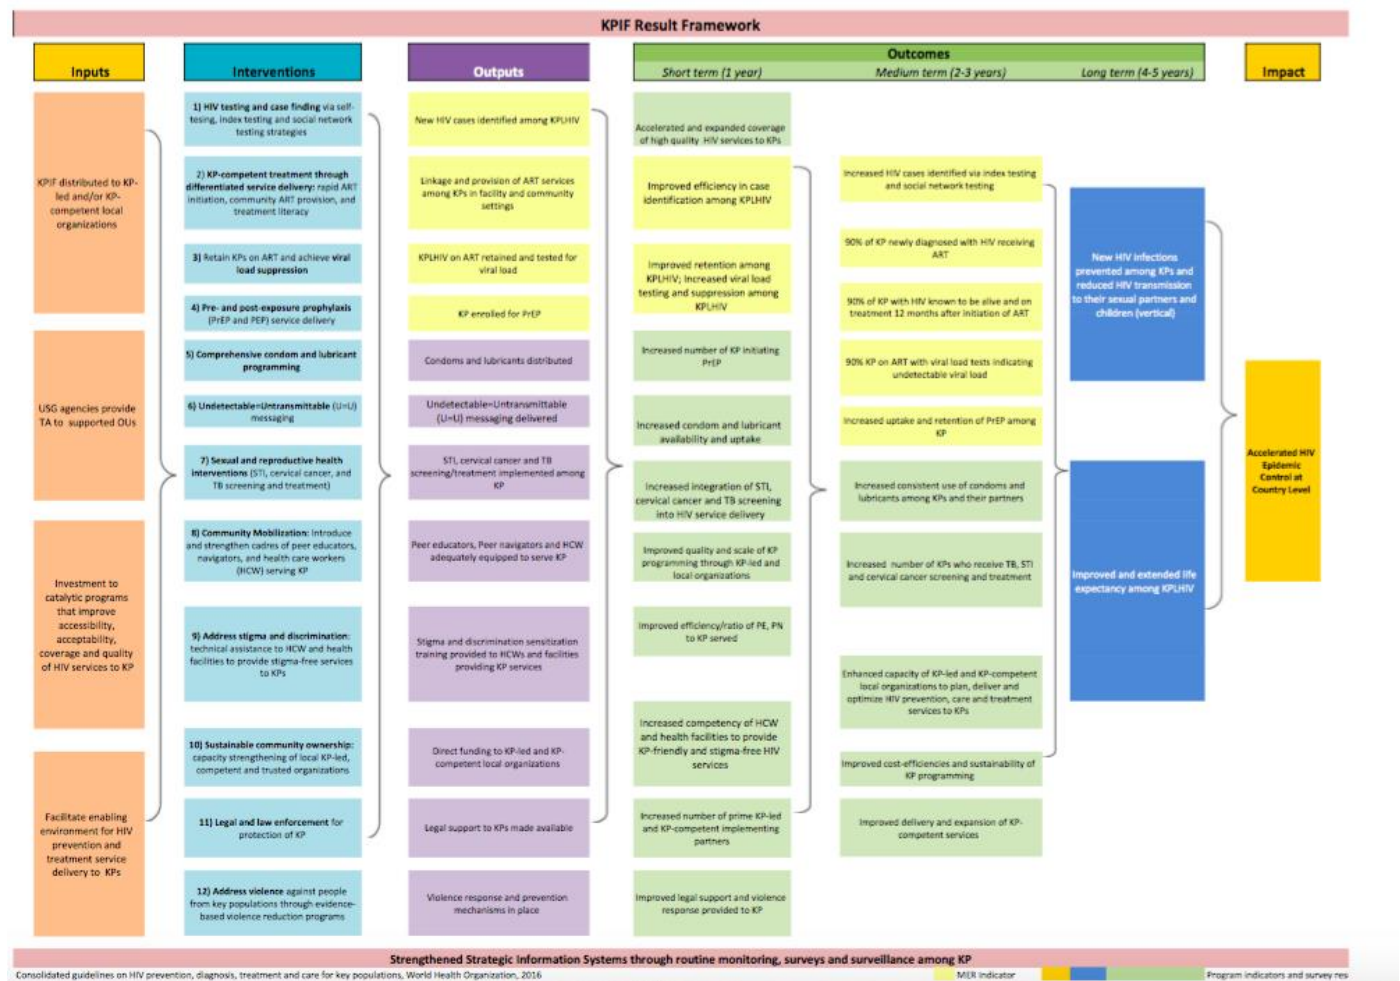 KPIF Result Framework
Inputs
Interventions
Outputs
Outcomes
Short term (1 year)
Medium term (2-3 years)
Long term (4-5 years)
Impact
KPIF distributed to KP-
led and/or KP-
competent local
organizations
USG agencies provide
TA to supported OUs
Investment to
catalytic programs
that improve
accessibility,
acceptability,
coverage and quality
of HIV services to KP
Facilitate enabling
environment for HIV
prevention and
treatment service
delivery to KPs
1) HIV testing and case finding via self-
tesing, index testing and social network
testing strategies
2) KP-competent treatment through
differentiated service delivery: rapid ART
initiation, community ART provision, and
treatment literacy
3) Retain KPs on ART and achieve viral
load suppression
4) Pre- and post-exposure prophylaxis
(PrEP and PEP) service delivery
5) Comprehensive condom and lubricant
programming
6) Undetectable=Untransmittable (U=U)
messaging
7) Sexual and reproductive health
interventions (STI, cervical cancer, and
TB screening and treatment)
8) Community Mobilization: Introduce
and strengthen cadres of peer educators,
navigators, and health care workers
(HCW) serving KP
9) Address stigma and discrimination:
technical assistance to HCW and health
facilities to provide stigma-free services
to KPs
10) Sustainable community ownership:
capacity strengthening of local KP-led,
competent and trusted organizations
11) Legal and law enforcement for
protection of KP
12) Address violence against people
from key populations through evidence-
based violence reduction programs
New HIV cases identified among KPLHIV
Linkage and provision of ART services
among KPs in facility and community
settings
KPLHIV on ART retained and tested for
viral load
KP enrolled for PrEP
Condoms and lubricants distributed
Undetectable=Untransmittable
(U=U) messaging delivered
STI, cervical cancer and TB
screening/treatment implemented among
KP
Peer educators, Peer navigators and HCW
adequately equipped to serve KP
Stigma and discrimination sensitization
training provided to HCWs and facilities
providing KP services
Direct funding to KP-led and KP-
competent local organizations
Legal support to KPs made available
Violence response and prevention
mechanisms in place
Accelerated and expanded coverage
of high quality HIV services to KPs
Improved efficiency in case
identification among KPLHIV
Improved retention among
KPLHIV; Increased viral load
testing and suppression among
KPLHIV
Increased number of KP initiating
PrEP
Increased condom and lubricant
availability and uptake
Increased integration of STI,
cervical cancer and TB screening
into HIV service delivery
Improved quality and scale of KP
programming through KP-led and
local organizations
Improved efficiency/ratio of PE, PN
to KP served
Increased competency of HCW
and health facilities to provide
KP-friendly and stigma-free HIV
services
Increased number of prime KP-led
and KP-competent implementing
partners
Improved legal support and violence
response provided to KP
Increased HIV cases identified via index testing
and social network testing
90% of KP newly diagnosed with HIV receiving
ART
90% of KP with HIV known to be alive and on
treatment 12 months after initiation of ART
90% KP on ART with viral load tests indicating
undetectable viral load
Increased uptake and retention of PrEP among
KP
Increased consistent use of condoms and
lubricants among KPs and their partners
Increased number of KPs who receive TB, STI
and cervical cancer screening and treatment
Enhanced capacity of KP-led and KP-competent
local organizations to plan, deliver and
optimize HIV prevention, care and treatment
services to KPs
Improved cost-efficiencies and sustainability of
KP programming
Improved delivery and expansion of KP-
competent services
New HIV infections
prevented among KPs and
reduced HIV transmission
to their sexual partners and
children (vertical)
Improved and extended life
expectancy among KPLHIV
Accelerated HIV
Epidemic
Control at
Country Level
Strengthened Strategic Information Systems through routine monitoring, surveys and surveillance among KP
Consolidated guidelines on HIV prevention, diagnosis, treatment and care for key populations, World Health Organization, 2016
MER Indicator
Program indicators and survey res